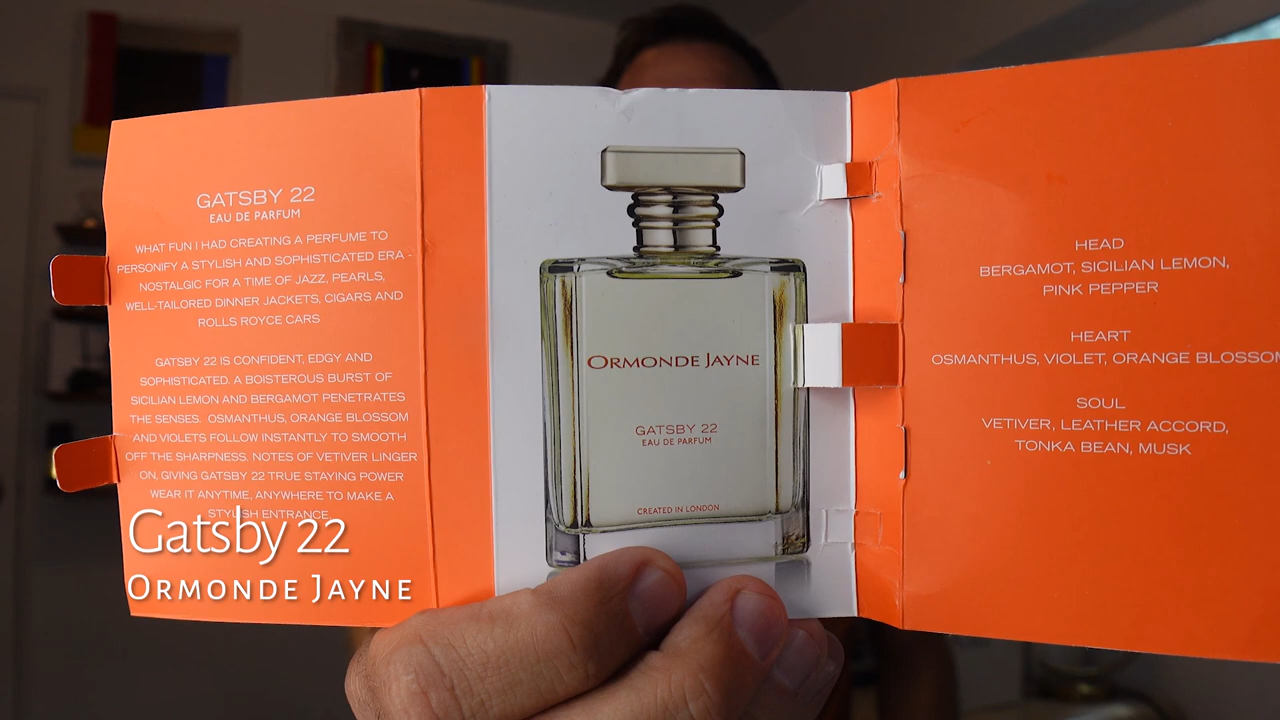 GATSBY 22
EAU DE PARFUM
WHAT FUN I HAD CREATING A PERFUME TO
PERSONIFY A STYLISH AND SOPHISTICATED ERA -
NOSTALGIC FOR A TIME OF JAZZ, PEARLS,
WELL-TAILORED DINNER JACKETS, CIGARS AND
ROLLS ROYCE CARS
GATSBY 22 IS CONFIDENT, EDGY AND
SOPHISTICATED. A BOISTEROUS BURST OF
SICILIAN LEMON AND BERGAMOT PENETRATES
THE SENSES. OSMANTHUS, ORANGE BLOSSOM
AND VIOLETS FOLLOW INSTANTLY TO SMOOTH
OFF THE SHARPNESS. NOTES OF VETIVER LINGER
ON, GIVING GATSBY 22 TRUE STAYING POWER
WEAR IT ANYTIME, ANYWHERE TO MAKE A
STYLISH ENTRANCE.
Gatsby 22
ORMONDE JAYNE
ORMONDE JAYNE
GATSBY 22
EAU DE PARFUM
CREATED IN LONDON
HEAD
BERGAMOT, SICILIAN LEMON,
PINK PEPPER
HEART
OSMANTHUS, VIOLET, ORANGE BLOSSOM
SOUL
VETIVER, LEATHER ACCORD,
TONKA BEAN, MUSK